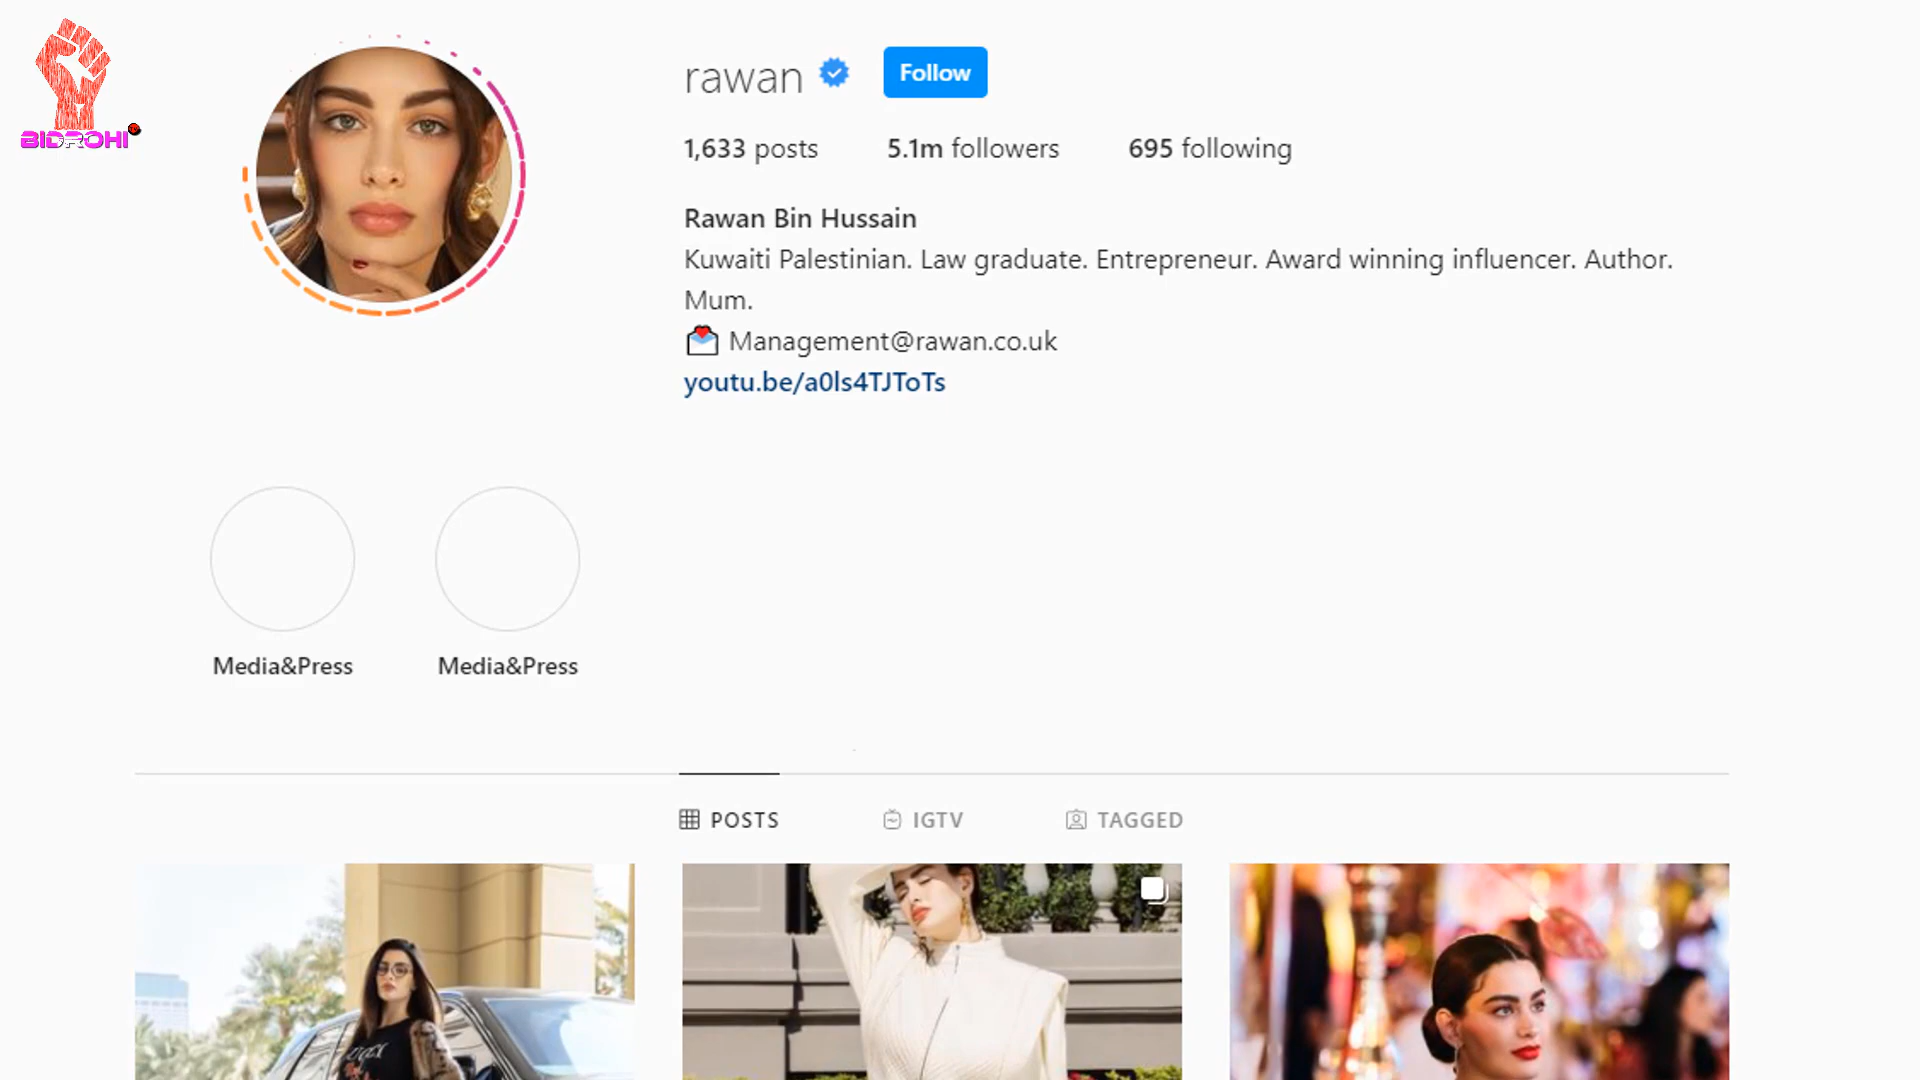 BIDROHI
rawan
Follow
1,633 posts 5.1m followers 695 following
Rawan Bin Hussain
Kuwaiti Palestinian. Law graduate. Entrepreneur. Award winning influencer. Author.
Mum.
Management@rawan.co.uk
youtu.be/a0ls4TJToTs
Media&Press Media&Press
POSTS IGTV TAGGED